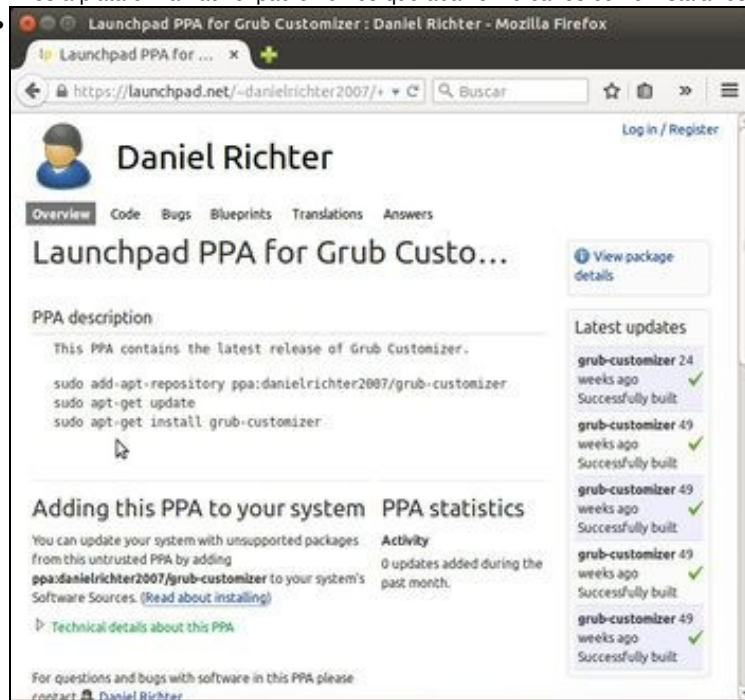 Launchpad PPA for Grub Customizer : Daniel Richter - Mozilla Firefox
lp Launchpad PPA for ... ×
https://launchpad.net/~danielrichter2007/+
Buscar
Log in / Register
Daniel Richter
Overview Code Bugs Blueprints Translations Answers
Launchpad PPA for Grub Custo...
View package details
PPA description
This PPA contains the latest release of Grub Customizer.
sudo add-apt-repository ppa:danielrichter2007/grub-customizer
sudo apt-get update
sudo apt-get install grub-customizer
Adding this PPA to your system
You can update your system with unsupported packages
from this untrusted PPA by adding
ppa:danielrichter2007/grub-customizer to your system's
Software Sources. (Read about installing)
Technical details about this PPA
For questions and bugs with software in this PPA please
contact Daniel Richter
PPA statistics
Activity
0 updates added during the
past month.
Latest updates
grub-customizer 24
weeks ago
Successfully built
grub-customizer 49
weeks ago
Successfully built
grub-customizer 49
weeks ago
Successfully built
grub-customizer 49
weeks ago
Successfully built
grub-customizer 49
weeks ago
Successfully built